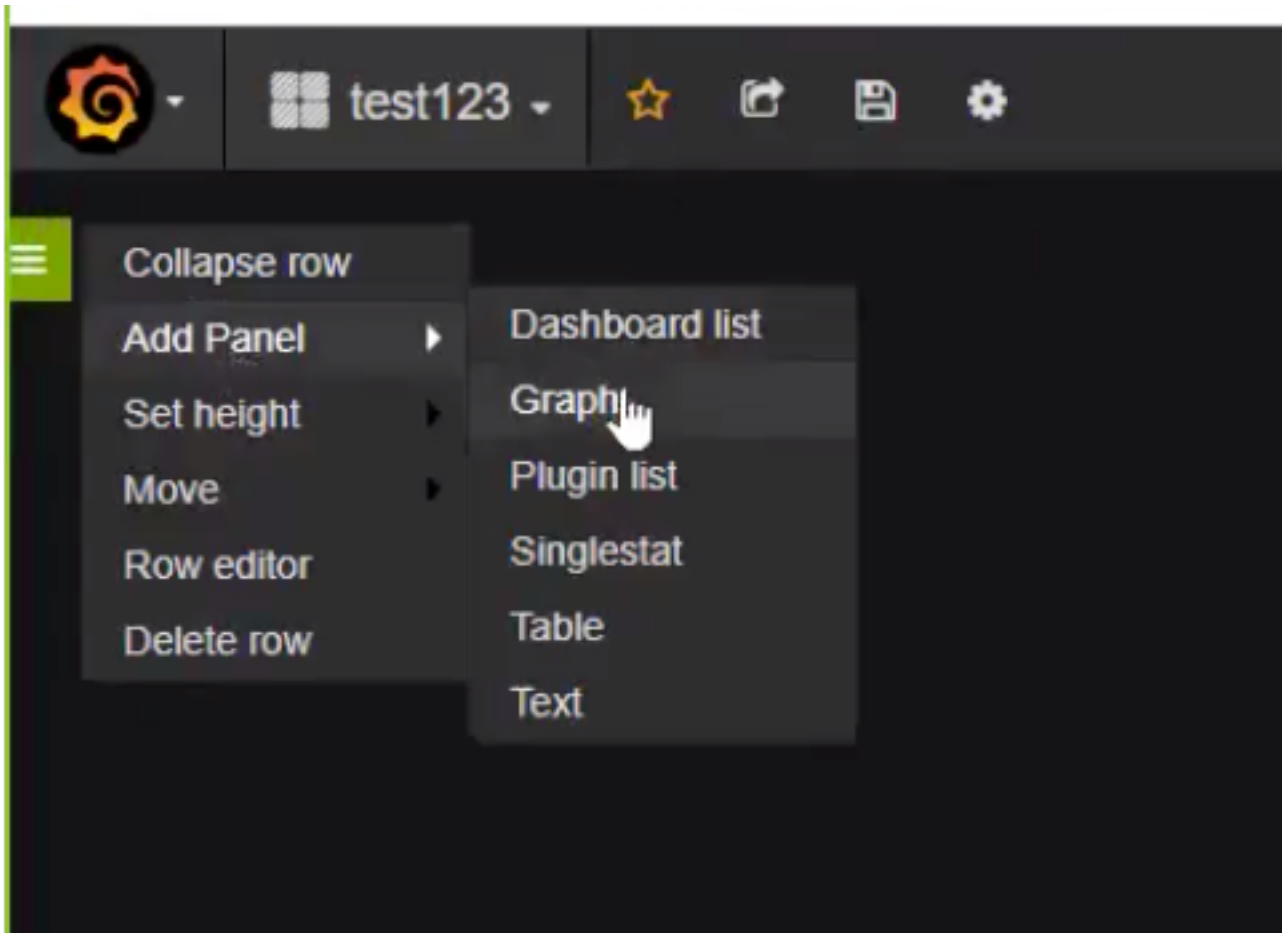 test123
Collapse row
Add Panel
Set height
Move
Row editor
Delete row
Dashboard list
Graph
Plugin list
Singlestat
Table
Text